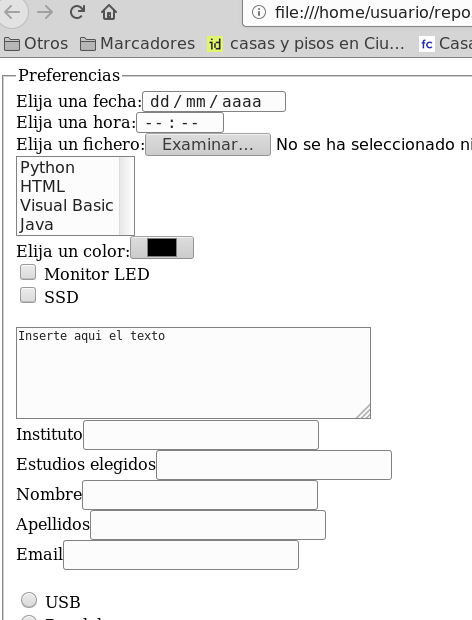 file:///home/usuario/repo
Otros Marcadores id casas y pisos en Ciu... fc Casa
Preferencias
Elija una fecha: dd/mm/aaaa
Elija una hora: --:--
Elija un fichero: Examinar... No se ha seleccionado ni
Python
HTML
Visual Basic
Java
Elija un color:
Monitor LED
SSD
Inserte aqui el texto
Instituto
Estudios elegidos
Nombre
Apellidos
Email
USB